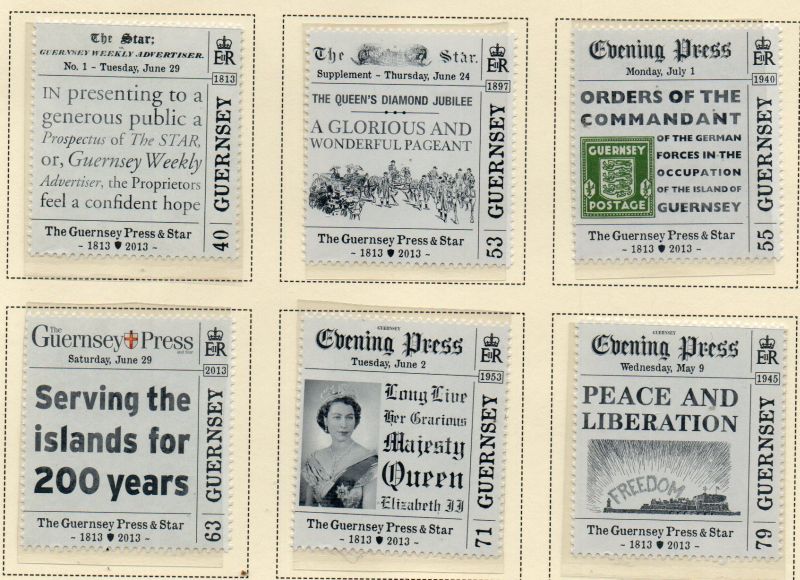 The Star:
or, GUERNSEY WEEKLY ADVERTISER.
No. 1 - Tuesday, June 29
1813
IN presenting to a
generous public a
Prospectus of The STAR,
or, Guernsey Weekly
Advertiser, the Proprietors
feel a confident hope
The Guernsey Press & Star
- 1813 2013 -
GUERNSEY
40
The Star.
Supplement - Thursday, June 24
1897
THE QUEEN'S DIAMOND JUBILEE
A GLORIOUS AND
WONDERFUL PAGEANT
The Guernsey Press & Star
- 1813 2013 -
GUERNSEY
53
Evening Press
Monday, July 1
1940
ORDERS OF THE
COMMANDANT
OF THE GERMAN
FORCES IN THE
OCCUPATION
OF THE ISLAND OF
GUERNSEY
GUERNSEY
POSTAGE
The Guernsey Press & Star
- 1813 2013 -
GUERNSEY
55
The
Guernsey Press
and Star
Saturday, June 29
2013
Serving the
islands for
200 years
The Guernsey Press & Star
- 1813 2013 -
GUERNSEY
63
GUERNSEY
Evening Press
Tuesday, June 2
1953
Long Live
Her Gracious
Majesty
Queen
Elizabeth II
The Guernsey Press & Star
- 1813 2013 -
GUERNSEY
71
GUERNSEY
Evening Press
Wednesday, May 9
1945
PEACE AND
LIBERATION
FREEDOM
The Guernsey Press & Star
- 1813 2013 -
GUERNSEY
79